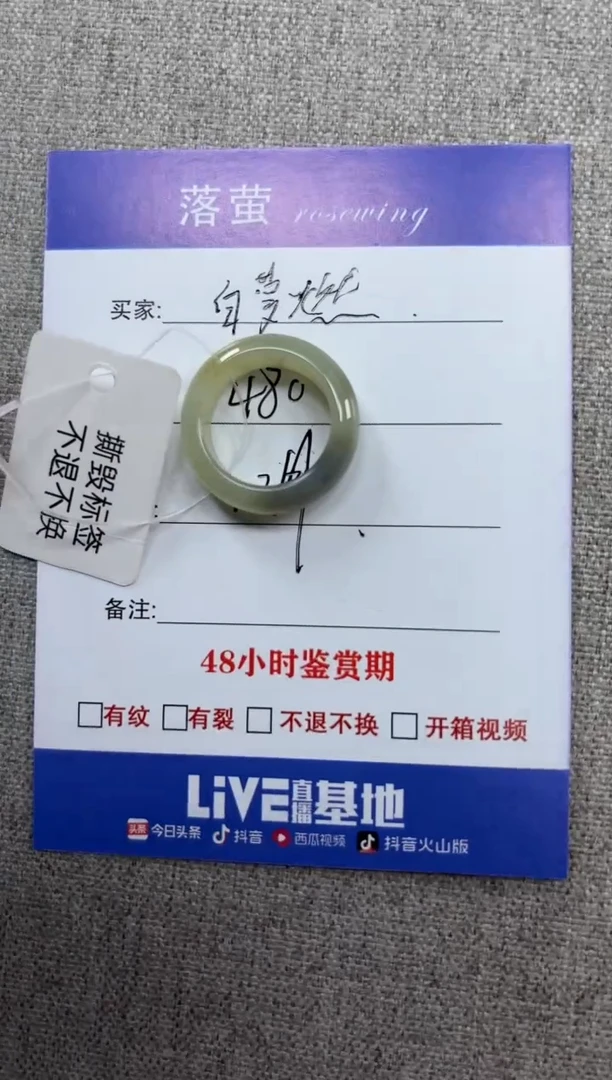 落萤 rosewing
买家:
480
撕毁标签
不退不换
备注:
48小时鉴赏期
有纹 有裂 不退不换 开箱视频
LiVE直播基地
头条 今日头条 抖音 西瓜视频 抖音火山版